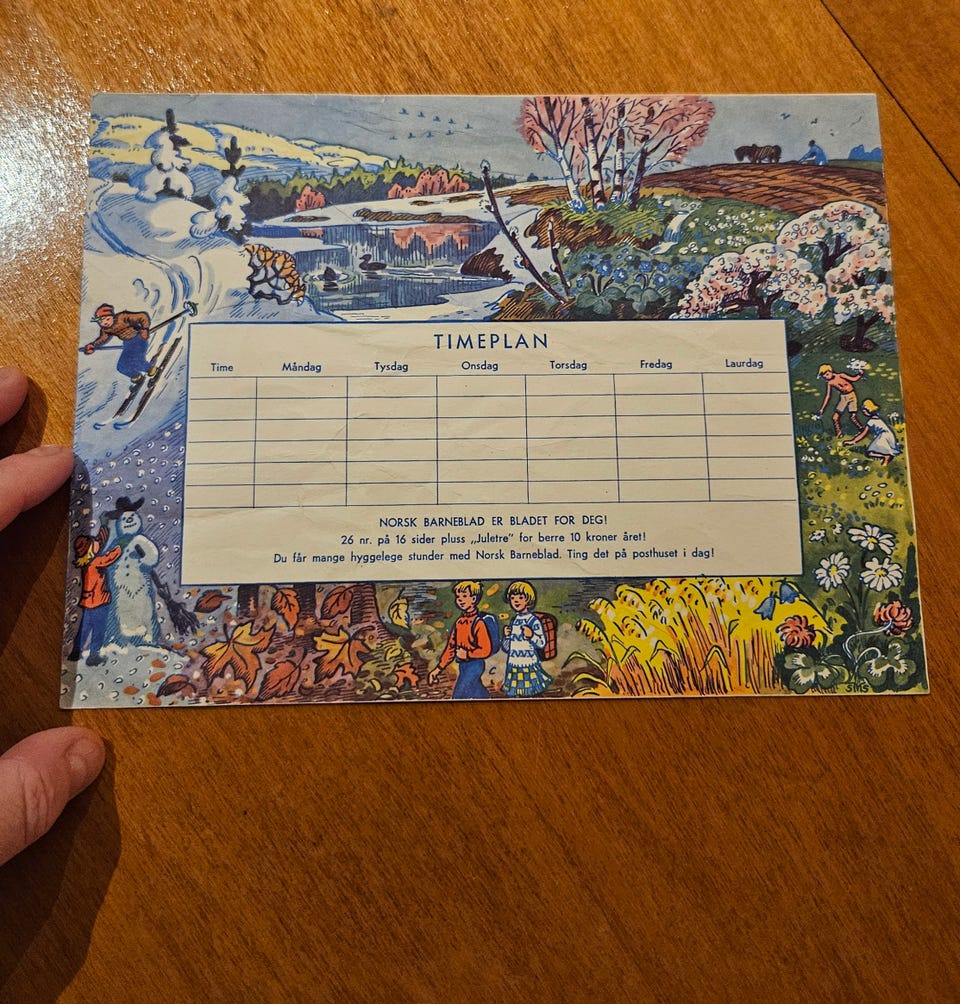 TIMEPLAN
Time Måndag Tysdag Onsdag Torsdag Fredag Laurdag
NORSK BARNEBLAD ER BLADET FOR DEG!
26 nr. på 16 sider pluss „Juletre” for berre 10 kroner året!
Du får mange hyggelege stunder med Norsk Barneblad. Ting det på posthuset i dag!